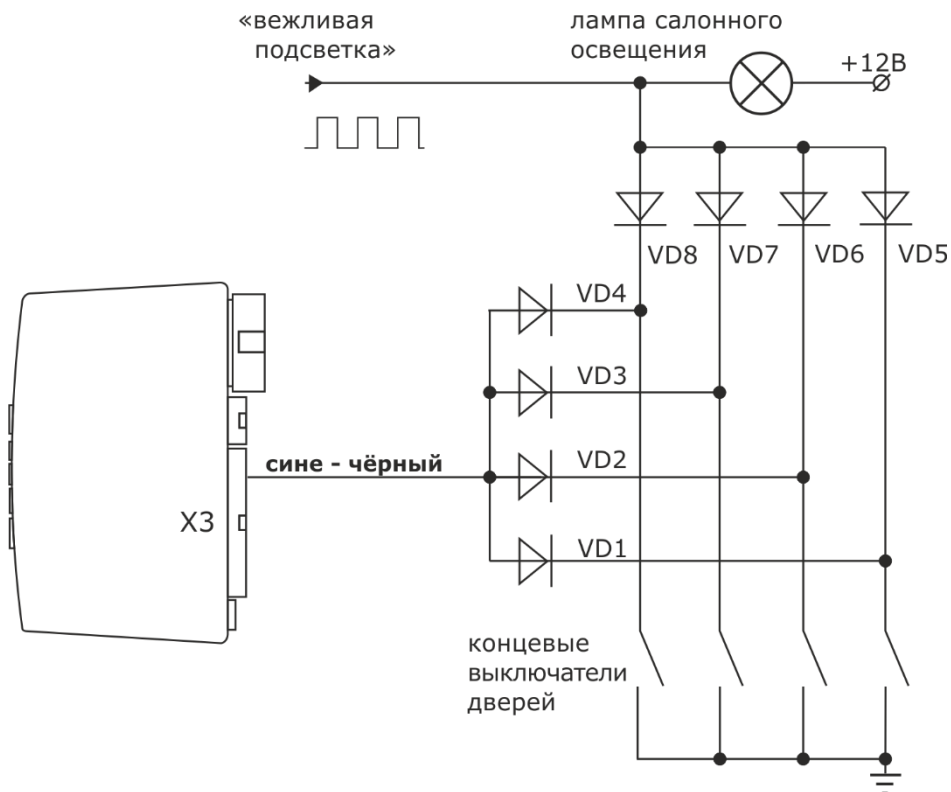 «вежливая
подсветка»
лампа салонного
освещения
+12В
VD8
VD7
VD6
VD5
VD4
VD3
сине - чёрный
VD2
X3
VD1
концевые
выключатели
дверей